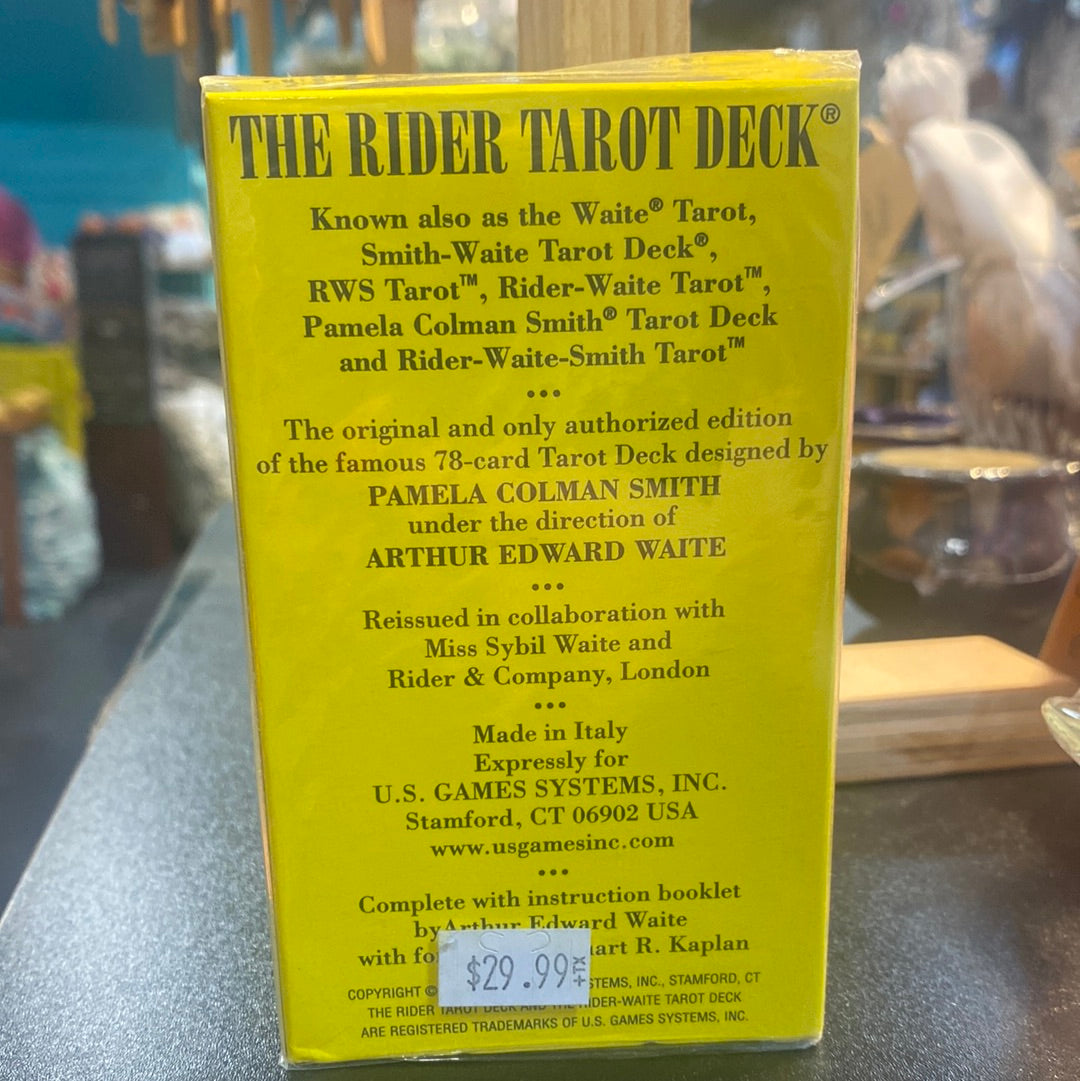 THE RIDER TAROT DECK®
Known also as the Waite® Tarot,
Smith-Waite Tarot Deck®,
RWS Tarot™, Rider-Waite Tarot™,
Pamela Colman Smith® Tarot Deck
and Rider-Waite-Smith Tarot™
•••
The original and only authorized edition
of the famous 78-card Tarot Deck designed by
PAMELA COLMAN SMITH
under the direction of
ARTHUR EDWARD WAITE
•••
Reissued in collaboration with
Miss Sybil Waite and
Rider & Company, London
•••
Made in Italy
Expressly for
U.S. GAMES SYSTEMS, INC.
Stamford, CT 06902 USA
www.usgamesinc.com
•••
Complete with instruction booklet
by Arthur Edward Waite
with R. Kaplan
$29.99 +TX
COPYRIGHT © INC., STAMFORD, CT
THE RIDER TAROT DECK AND THE RIDER-WAITE TAROT DECK
ARE REGISTERED TRADEMARKS OF U.S. GAMES SYSTEMS, INC.